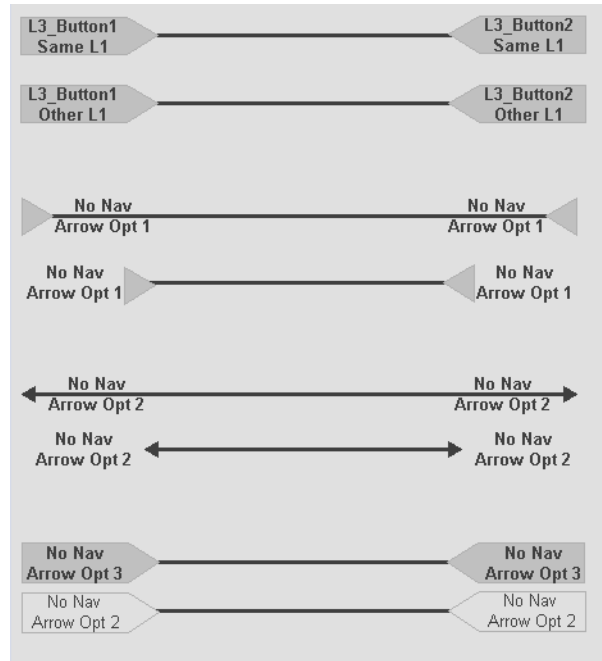 L3_Button1 L3_Button2
Same L1 Same L1
L3_Button1 L3_Button2
Other L1 Other L1
No Nav No Nav
Arrow Opt 1 Arrow Opt 1
No Nav No Nav
Arrow Opt 1 Arrow Opt 1
No Nav No Nav
Arrow Opt 2 Arrow Opt 2
No Nav No Nav
Arrow Opt 2 Arrow Opt 2
No Nav No Nav
Arrow Opt 3 Arrow Opt 3
No Nav No Nav
Arrow Opt 2 Arrow Opt 2